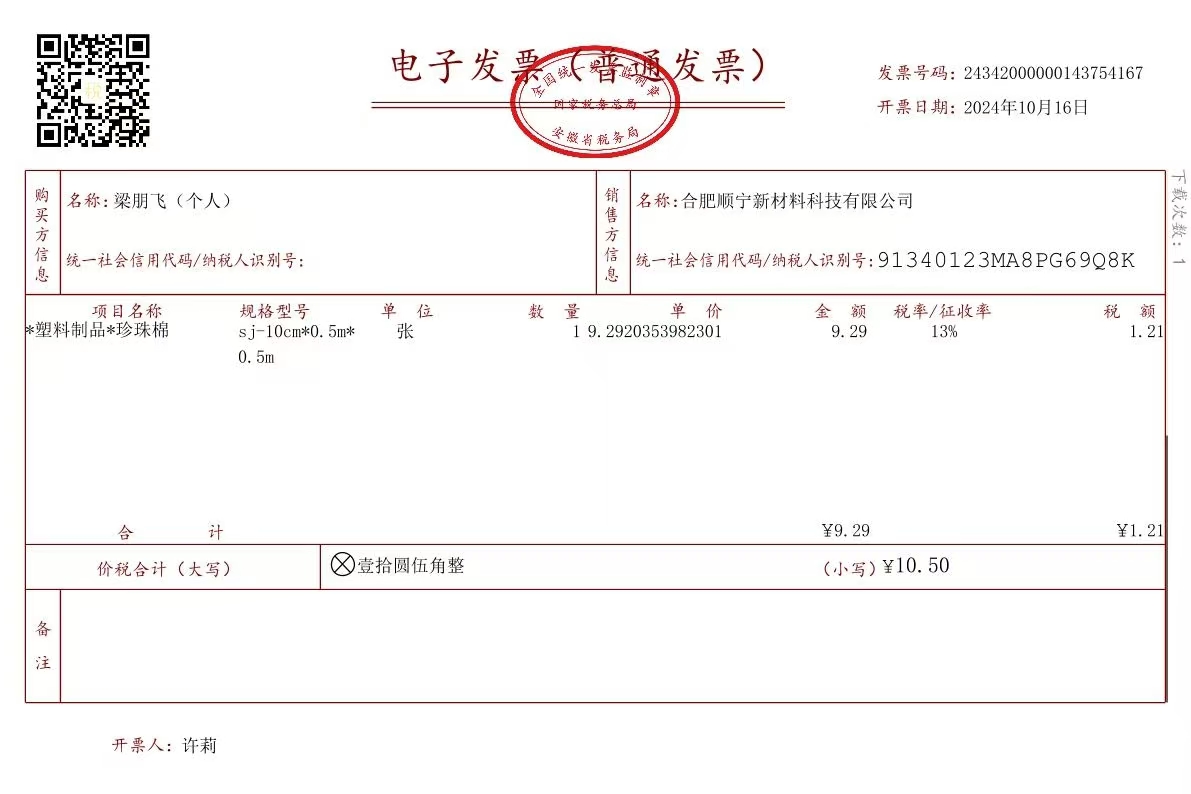 电子发票（普通发票）
全国统一发票监制章
国家税务总局
安徽省税务局
税
发票号码：24342000000143754167
开票日期：2024年10月16日
下载次数：1
购买方信息
名称：梁朋飞（个人）
统一社会信用代码/纳税人识别号：
销售方信息
名称：合肥顺宁新材料科技有限公司
统一社会信用代码/纳税人识别号：91340123MA8PG69Q8K
项目名称 规格型号 单位 数量 单价 金额 税率/征收率 税额
*塑料制品*珍珠棉 sj-10cm*0.5m* 张 1 9.2920353982301 9.29 13% 1.21
0.5m
合计 ¥9.29 ¥1.21
价税合计（大写） ⊗壹拾圆伍角整 （小写）¥10.50
备注
开票人：许莉